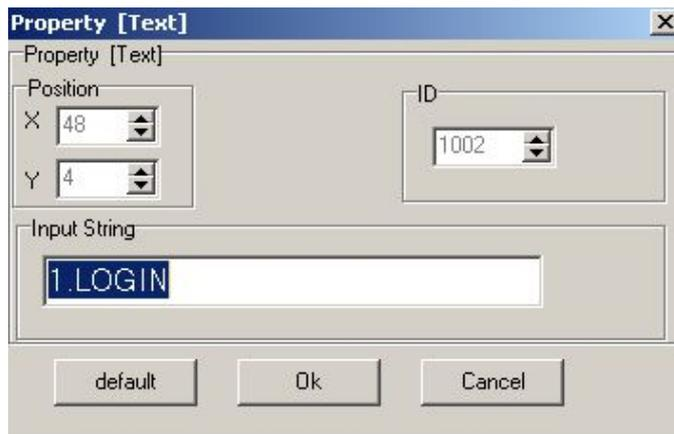 Property [Text]
Property [Text]
Position
ID
X 48
1002
Y 4
Input String
1.LOGIN
default Ok Cancel